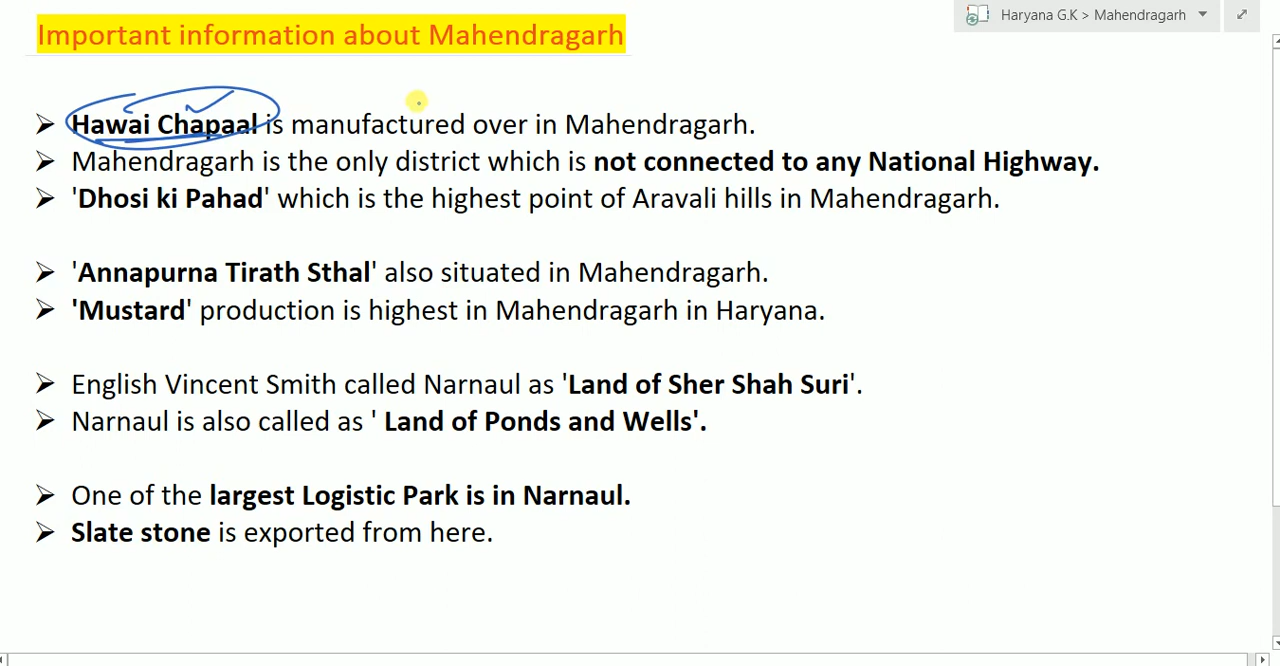 Haryana G.K > Mahendragarh
Important information about Mahendragarh
➢ Hawai Chapaal is manufactured over in Mahendragarh.
➢ Mahendragarh is the only district which is not connected to any National Highway.
➢ 'Dhosi ki Pahad' which is the highest point of Aravali hills in Mahendragarh.
➢ 'Annapurna Tirath Sthal' also situated in Mahendragarh.
➢ 'Mustard' production is highest in Mahendragarh in Haryana.
➢ English Vincent Smith called Narnaul as 'Land of Sher Shah Suri'.
➢ Narnaul is also called as ' Land of Ponds and Wells'.
➢ One of the largest Logistic Park is in Narnaul.
➢ Slate stone is exported from here.